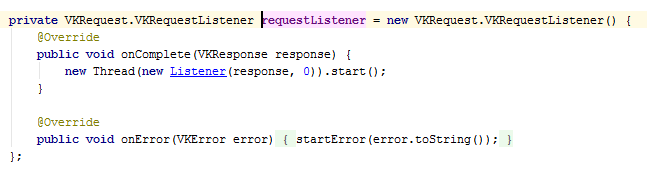 private VKRequest.VKRequestListener requestListener = new VKRequest.VKRequestListener() {
    @Override
    public void onComplete(VKResponse response) {
        new Thread(new Listener(response, 0)).start();
    }

    @Override
    public void onError(VKError error) { startError(error.toString()); }
};